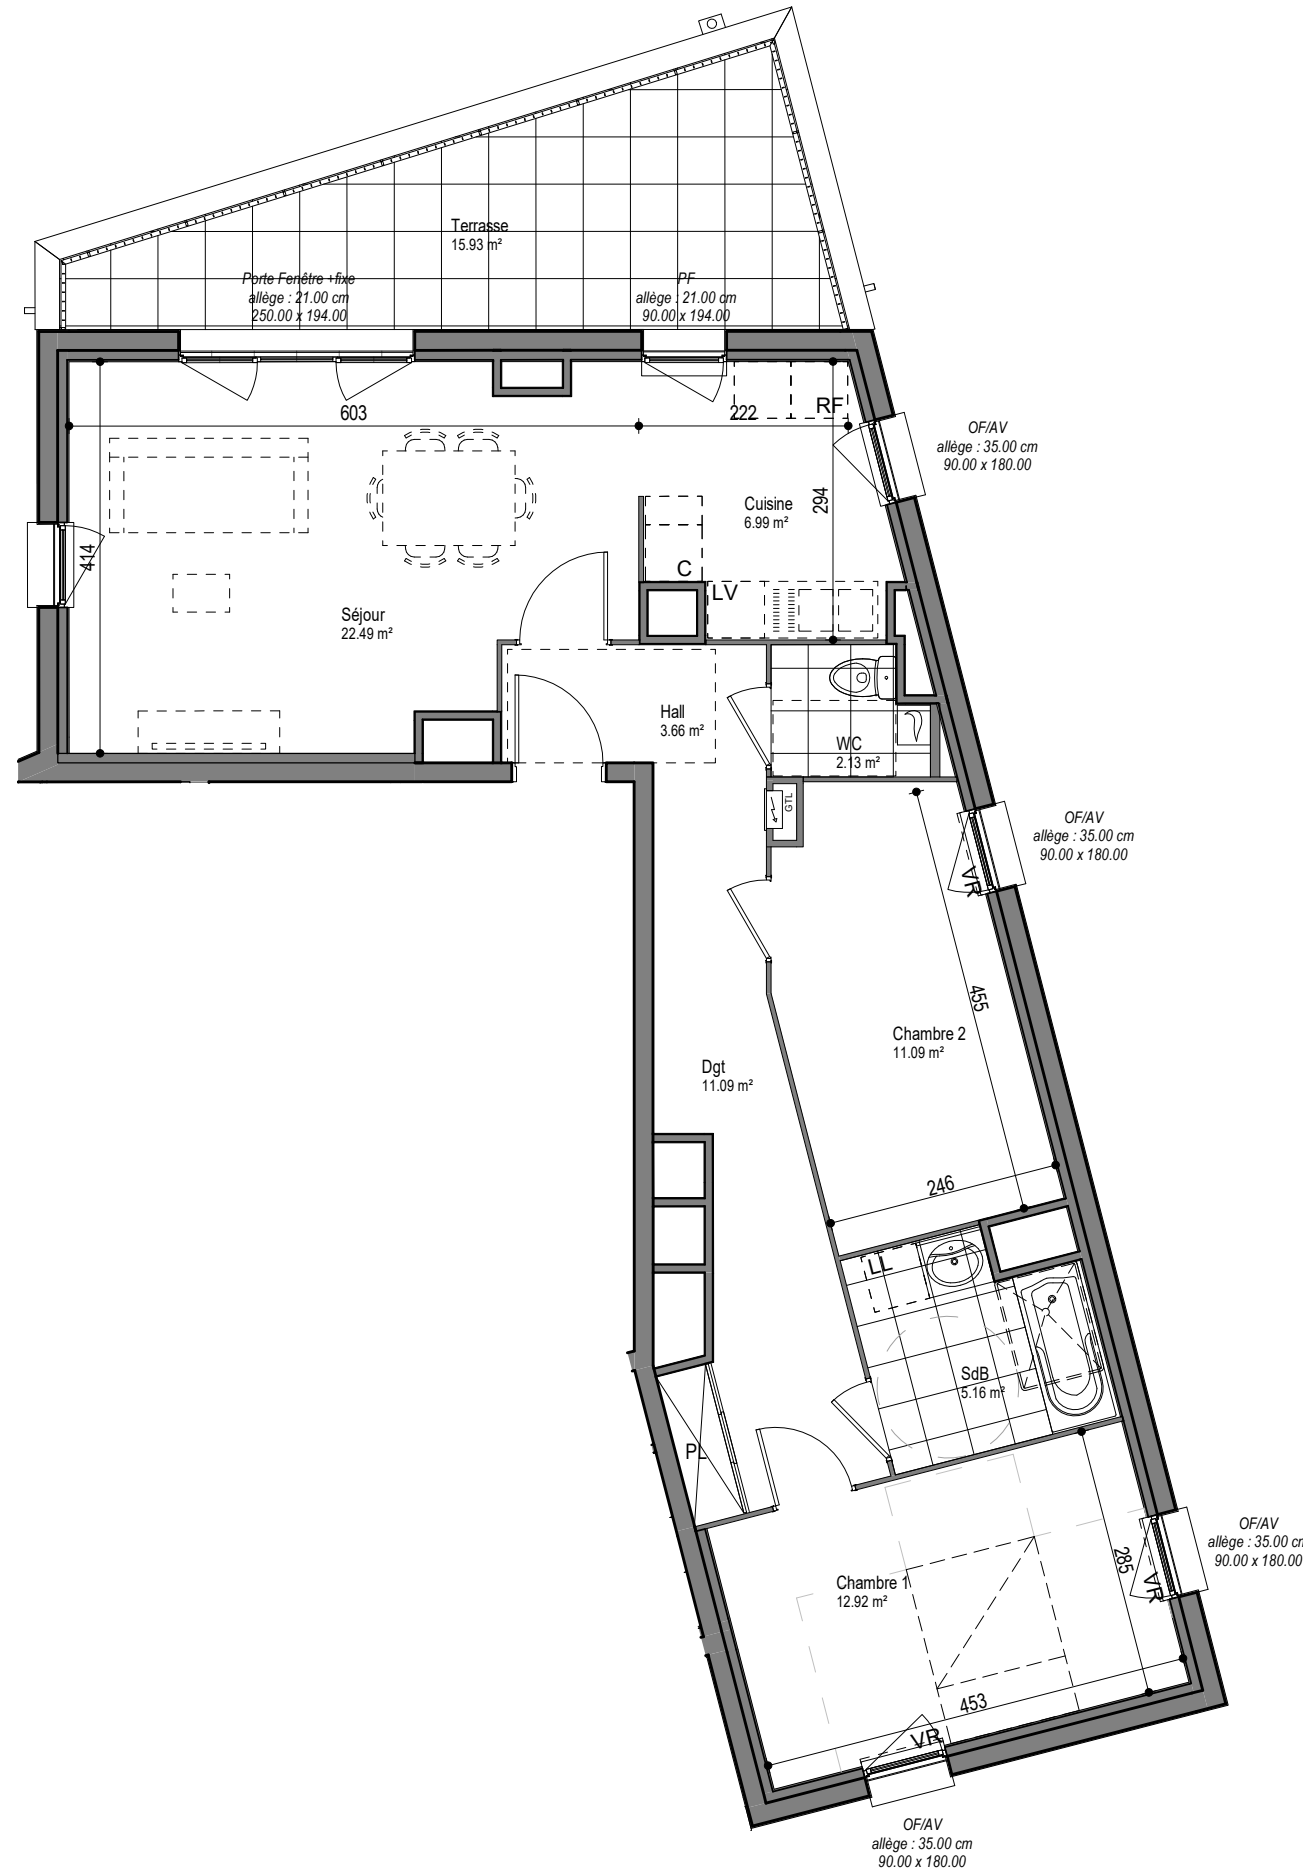 Terrasse
15.93 m²
Porte Fenêtre +fixe
allège : 21.00 cm
250.00 x 194.00
PF
allège : 21.00 cm
90.00 x 194.00
603
222
RF
OF/AV
allège : 35.00 cm
90.00 x 180.00
414
Cuisine
6.99 m²
294
C
LV
Séjour
22.49 m²
Hall
3.66 m²
WC
2.13 m²
GTL
OF/AV
allège : 35.00 cm
90.00 x 180.00
VR
455
Chambre 2
11.09 m²
Dgt
11.09 m²
246
LL
SdB
5.16 m²
PL
OF/AV
allège : 35.00 cm
90.00 x 180.00
285
VR
Chambre 1
12.92 m²
453
VR
OF/AV
allège : 35.00 cm
90.00 x 180.00